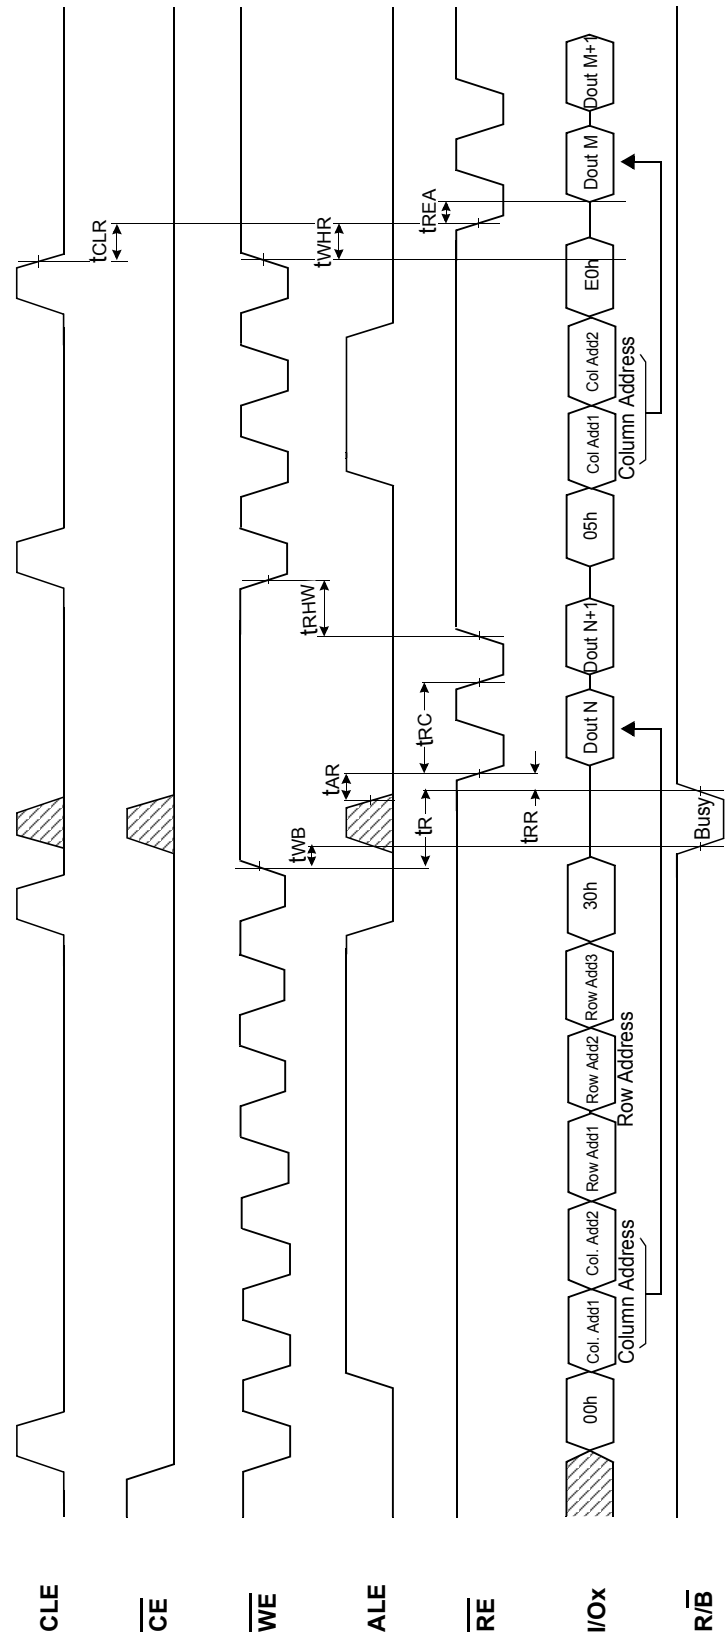 CLE
tCLR
CE
WE
tWB
tRHW
tWHR
ALE
tAR
RE
tR
tRC
tREA
tRR
I/Ox
00h
Col. Add1
Col. Add2
Row Add1
Row Add2
Row Add3
30h
Dout N
Dout N+1
05h
Col Add1
Col Add2
E0h
Dout M
Dout M+1
Column Address
Row Address
Column Address
R/B
Busy